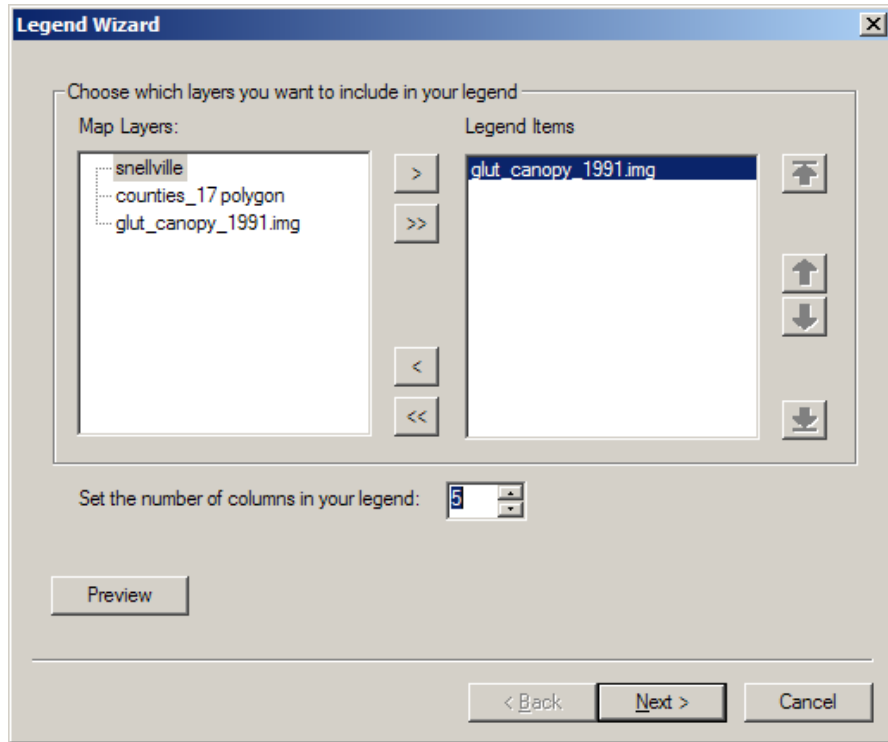 Legend Wizard
Choose which layers you want to include in your legend
Map Layers:
Legend Items
snellville
counties_17 polygon
glut_canopy_1991.img
>
>>
<
<<
glut_canopy_1991.img
Set the number of columns in your legend:
5
Preview
< Back
Next >
Cancel